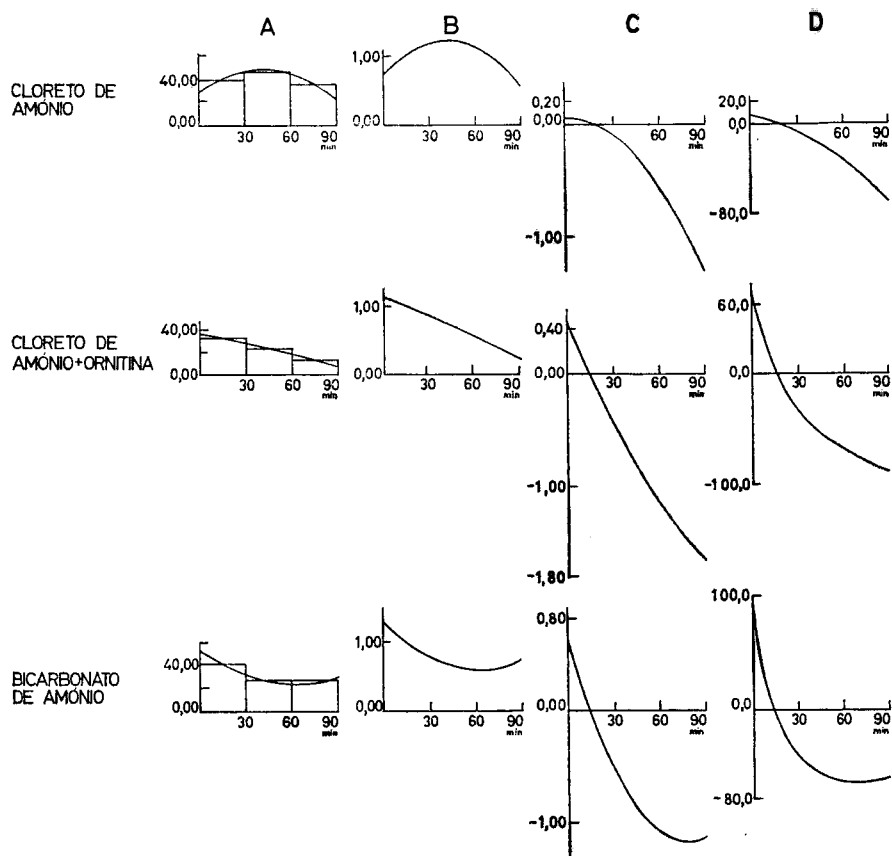 A B C D
CLORETO DE
AMÓNIO
40,00
0,00
30 60 90
min
1,00
0,00
30 60 90
min
0,20
0,00
30 60 90
min
-1,00
20,0
0,0
30 60 90
min
-80,0
CLORETO DE
AMÓNIO+ORNITINA
40,00
0,00
30 60 90
min
1,00
0,00
30 60 90
min
0,40
0,00
30 60 90
min
-1,00
-1,80
60,0
0,0
30 60 90
min
-100,0
BICARBONATO
DE AMÓNIO
40,00
0,00
30 60 90
min
1,00
0,00
30 60 90
min
0,80
0,00
30 60 90
min
-1,00
100,0
0,0
30 60 90
min
-80,0